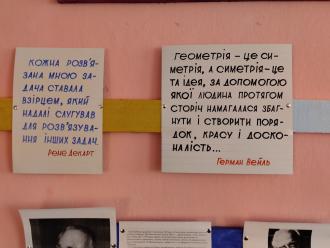 КОЖНА РОЗВ'Я-
ЗАНА МНОЮ ЗА-
ДАЧА СТАВАЛА
ВЗІРЦЕМ, ЯКИЙ
НАДАЛІ СЛУГУВАВ
ДЛЯ РОЗВ'ЯЗУВА-
ННЯ ІНШИХ ЗАДАЧ.
РЕНЕ ДЕКАРТ
ГЕОМЕТРІЯ – ЦЕ СИ-
МЕТРІЯ, А СИМЕТРІЯ – ЦЕ
ТА ІДЕЯ, ЗА ДОПОМОГОЮ
ЯКОЇ ЛЮДИНА ПРОТЯГОМ
СТОРІЧ НАМАГАЛАСЯ ЗБАГ-
НУТИ І СТВОРИТИ ПОРЯ-
ДОК, КРАСУ І ДОСКО-
НАЛІСТЬ...
ГЕРМАН ВЕЙЛЬ